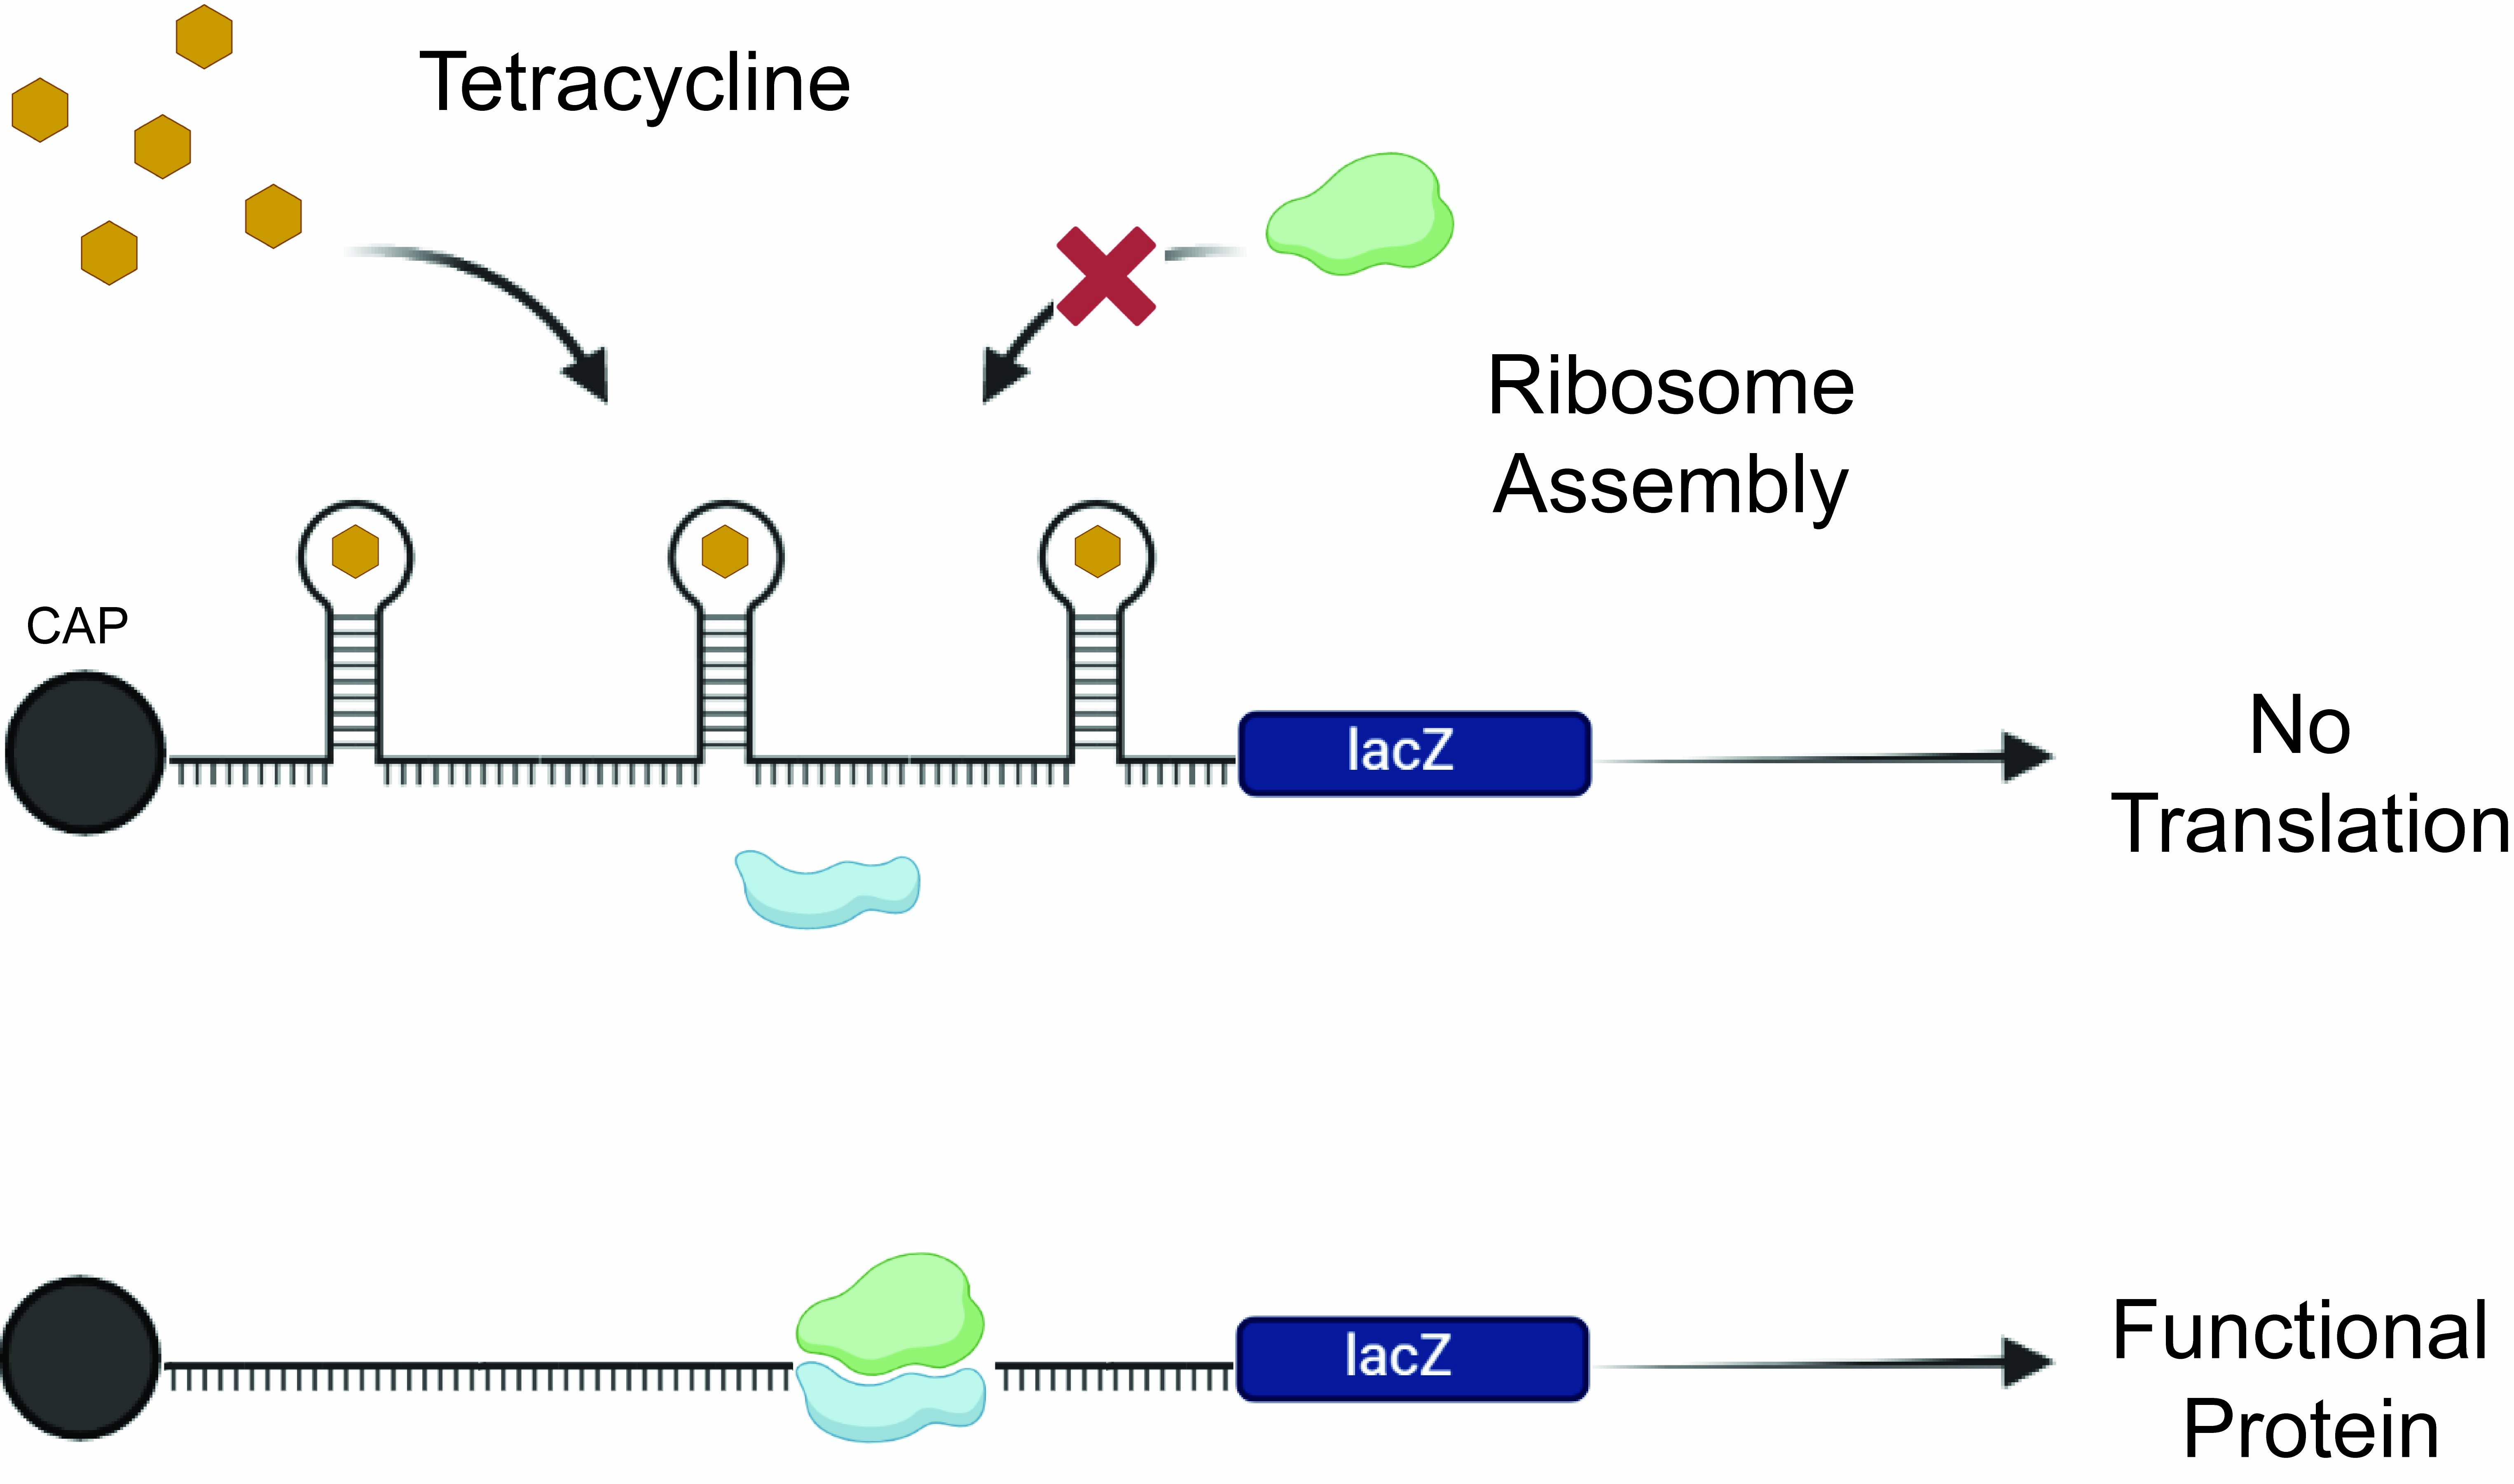 Tetracycline
Ribosome
Assembly
CAP
lacZ
No
Translation
lacZ
Functional
Protein